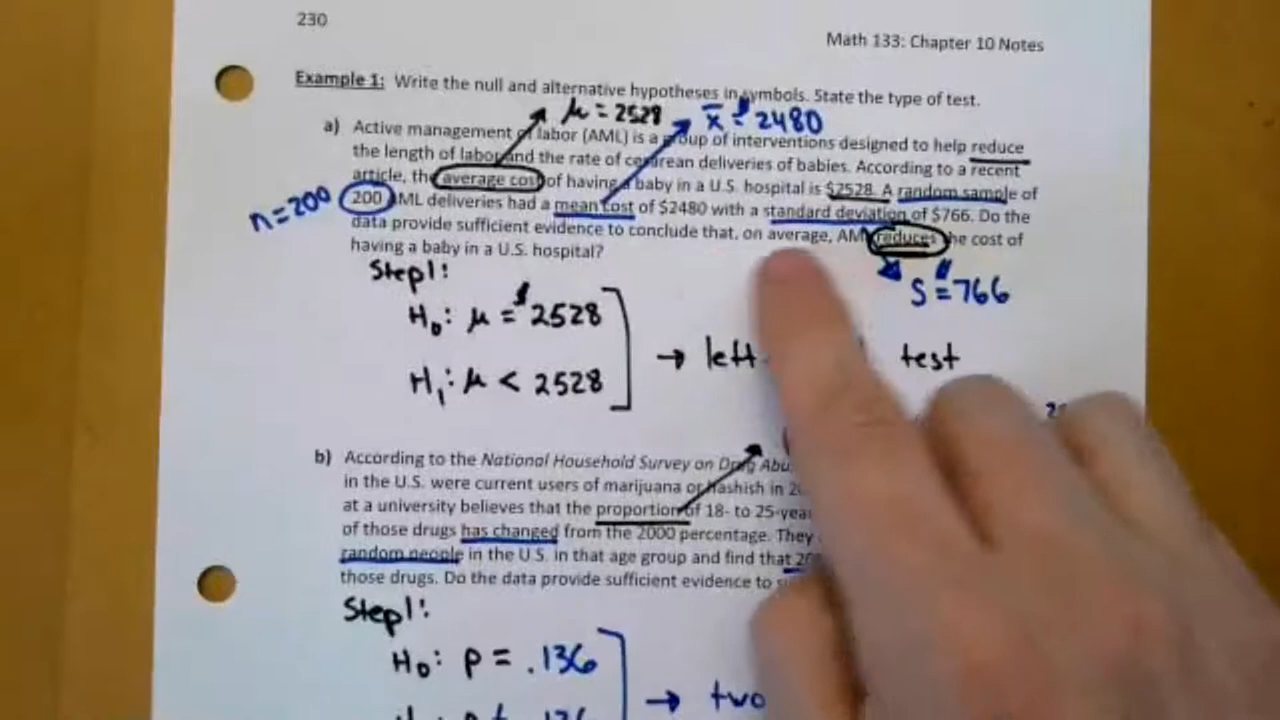 230
Math 133: Chapter 10 Notes
Example 1: Write the null and alternative hypotheses in symbols. State the type of test.
μ = 2528 x̄ = $2480
a) Active management of labor (AML) is a group of interventions designed to help reduce
the length of labor and the rate of cesarean deliveries of babies. According to a recent
article, the average cost of having a baby in a U.S. hospital is $2528. A random sample of
n=200
200 AML deliveries had a mean cost of $2480 with a standard deviation of $766. Do the
data provide sufficient evidence to conclude that, on average, AML reduces the cost of
having a baby in a U.S. hospital?
Step 1:
S = $766
H₀: μ = $2528
→ left test
H₁: μ < 2528
b) According to the National Household Survey on Drug Abu
in the U.S. were current users of marijuana or hashish in 2
at a university believes that the proportion of 18- to 25-yea
of those drugs has changed from the 2000 percentage. They
random people in the U.S. in that age group and find that 20
those drugs. Do the data provide sufficient evidence to
Step 1:
H₀: p = .136
→ two